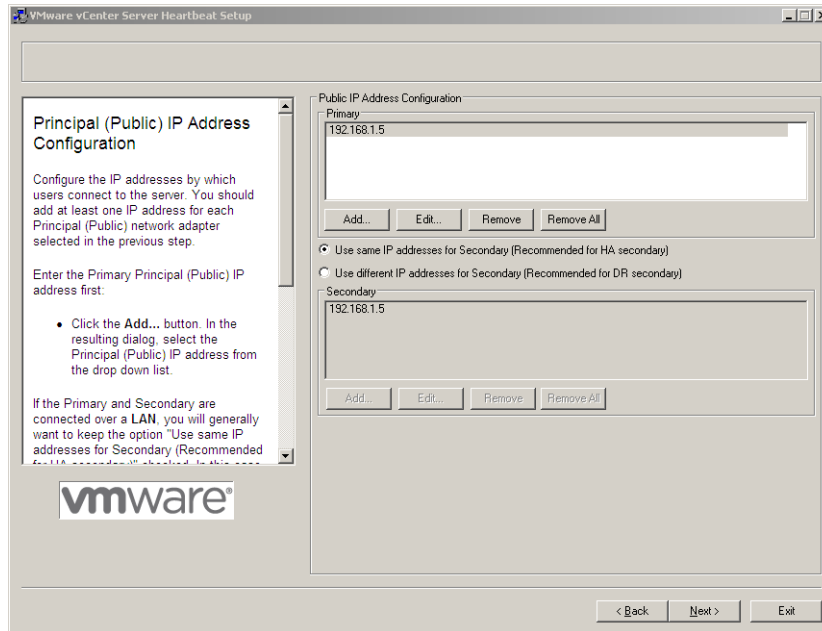 VMware vCenter Server Heartbeat Setup
Principal (Public) IP Address
Configuration
Configure the IP addresses by which
users connect to the server. You should
add at least one IP address for each
Principal (Public) network adapter
selected in the previous step.
Enter the Primary Principal (Public) IP
address first:
• Click the Add... button. In the
resulting dialog, select the
Principal (Public) IP address from
the drop down list.
If the Primary and Secondary are
connected over a LAN, you will generally
want to keep the option "Use same IP
addresses for Secondary (Recommended
vmware®
Public IP Address Configuration
Primary
192.168.1.5
Add... Edit... Remove Remove All
Use same IP addresses for Secondary (Recommended for HA secondary)
Use different IP addresses for Secondary (Recommended for DR secondary)
Secondary
192.168.1.5
Add... Edit... Remove Remove All
< Back Next > Exit